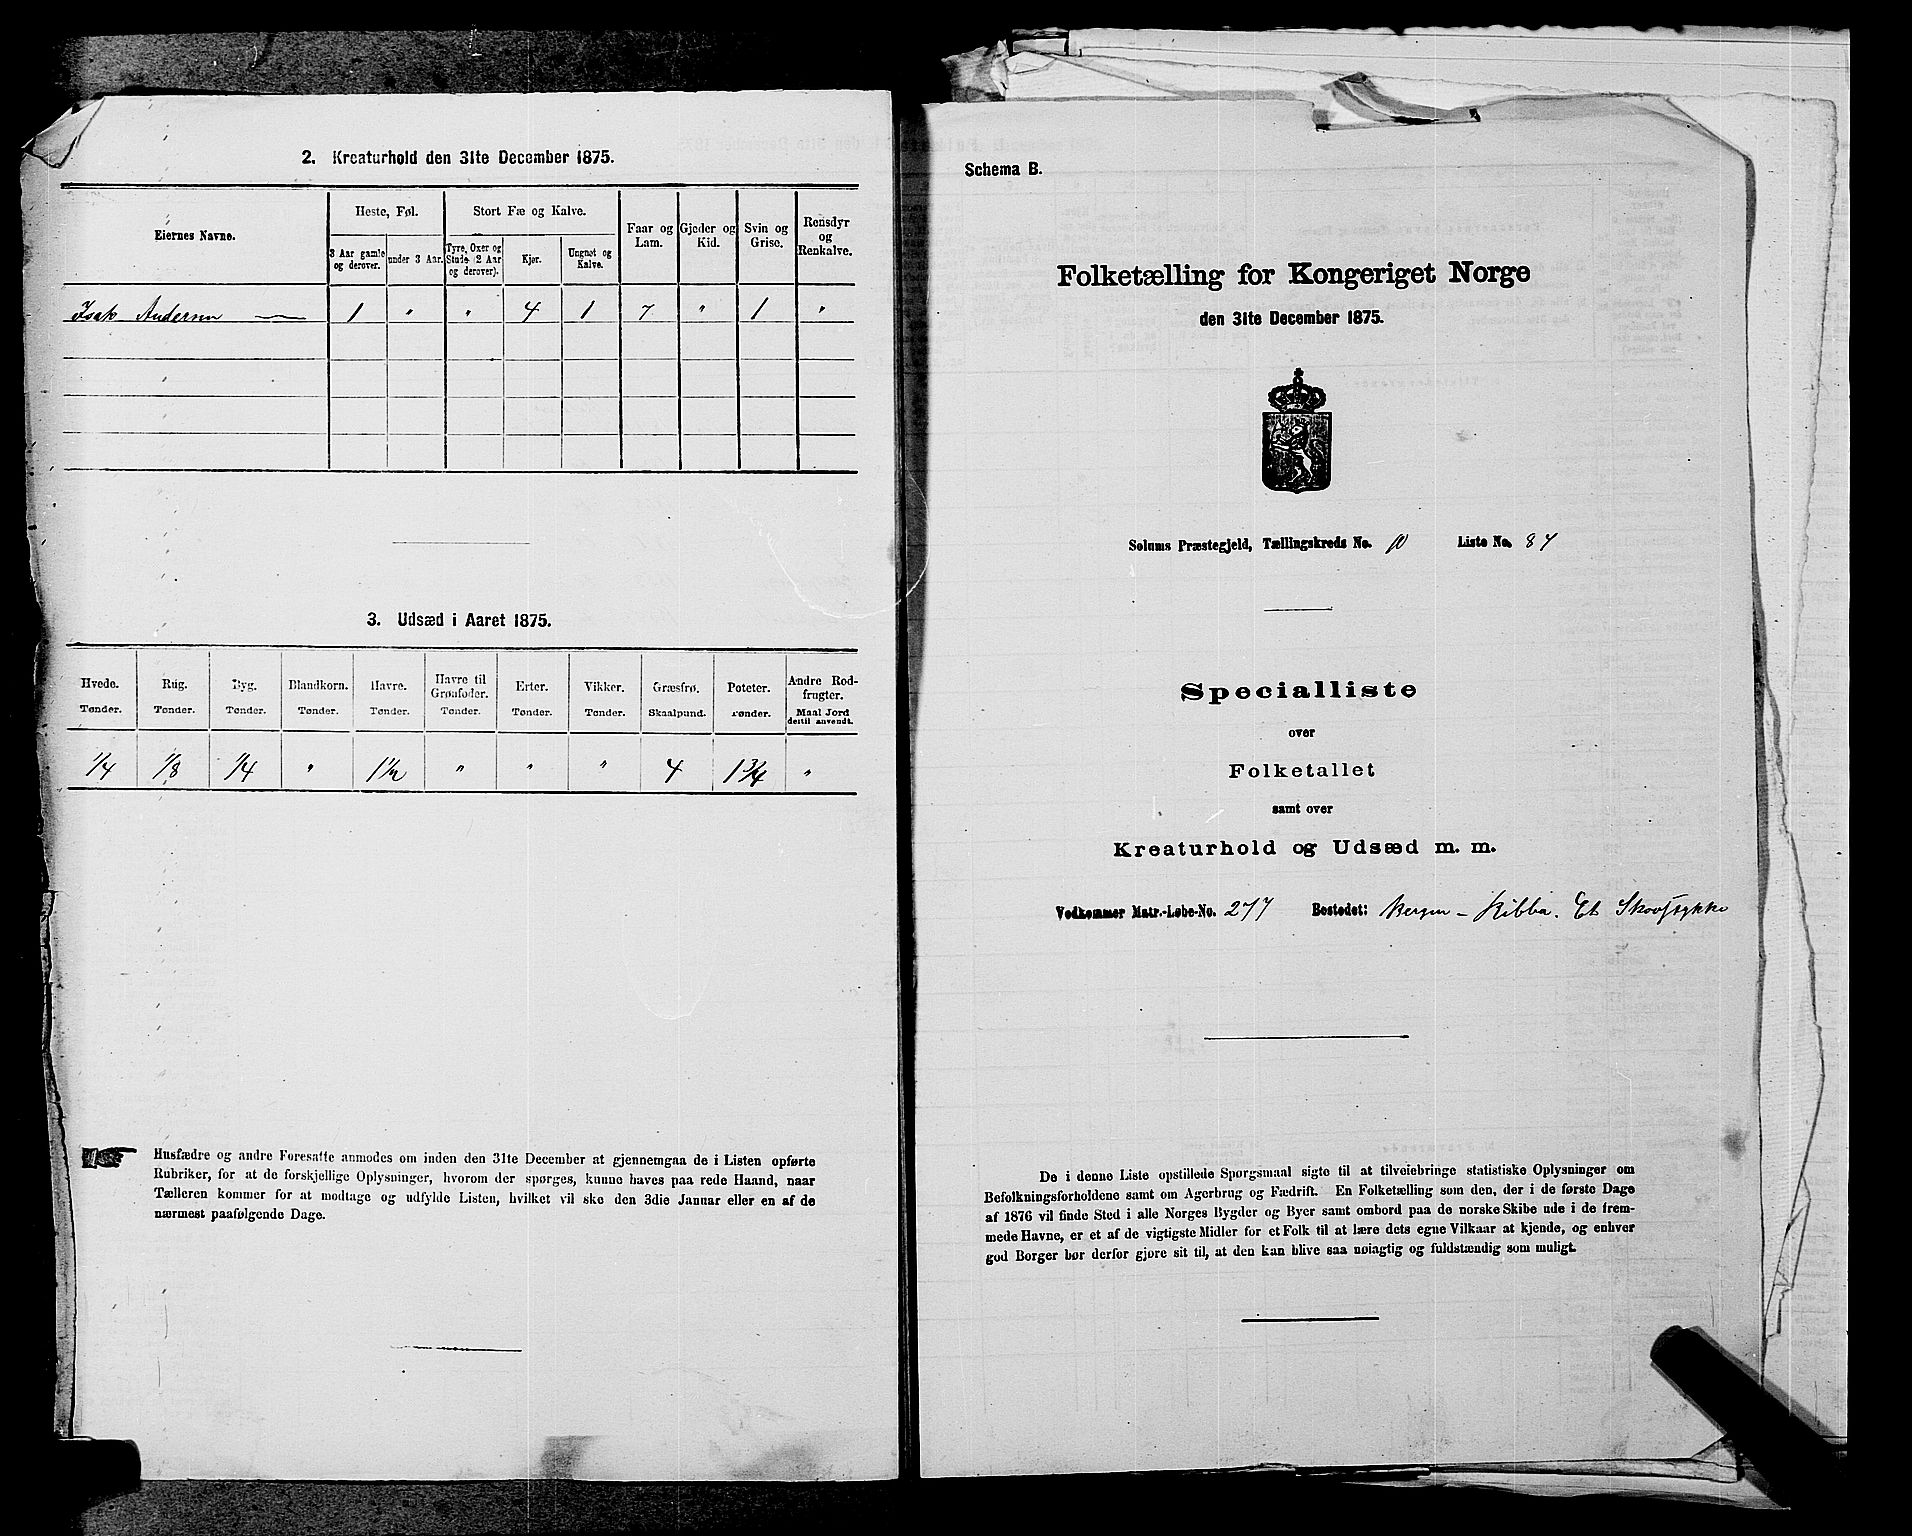 2. Kreaturhold den 31te December 1875.
Eiernes Navne.
Heste, Føl.
3 Aar gamle og derover.
under 3 Aar.
Stort Fæ og Kalve.
Tyre, Oxer og Stude (2 Aar og derover).
Kjør.
Ungnøt og Kalve.
Faar og Lam.
Gjeder og Kid.
Svin og Grise.
Rensdyr og Renkalve.
Isak Andersen 1 " " 4 1 7 " 1 "
3. Udsæd i Aaret 1875.
Hvede. Rug. Byg. Blandkorn. Havre. Havre til Grønfoder. Erter. Vikker. Græsfrø. Poteter. Andre Rodfrugter.
Tønder. Tønder. Tønder. Tønder. Tønder. Tønder. Tønder. Tønder. Skaalpund. Tønder. Maal Jord dertil anvendt.
1/4 1/8 1/4 " 1 1/2 " " " 4 1 3/4 "
Husfædre og andre Foresatte anmodes om inden den 31te December at gjennemgaa de i Listen opførte
Rubriker, for at de forskjellige Oplysninger, hvorom der spørges, kunne haves paa rede Haand, naar
Tælleren kommer for at modtage og udfylde Listen, hvilket vil ske den 3die Januar eller en af de
nærmest paafølgende Dage.
Schema B.
Folketælling for Kongeriget Norge
den 31te December 1875.
Solums Præstegjeld, Tællingskreds No. 10 Liste No. 84
Specialliste
over
Folketallet
samt over
Kreaturhold og Udsæd m. m.
Vedkommer Matr.-Løbe-No. 277 Bostedet: Bergen - Kibba. Et Skovstykke
De i denne Liste opstillede Spørgsmaal sigte til at tilveiebringe statistiske Oplysninger om
Befolkningsforholdene samt om Agerbrug og Fædrift. En Folketælling som den, der i de første Dage
af 1876 vil finde Sted i alle Norges Bygder og Byer samt ombord paa de norske Skibe ude i de frem-
mede Havne, er et af de vigtigste Midler for et Folk til at lære dets egne Vilkaar at kjende, og enhver
god Borger bør derfor gjøre sit til, at den kan blive saa nøiagtig og fuldstændig som muligt.